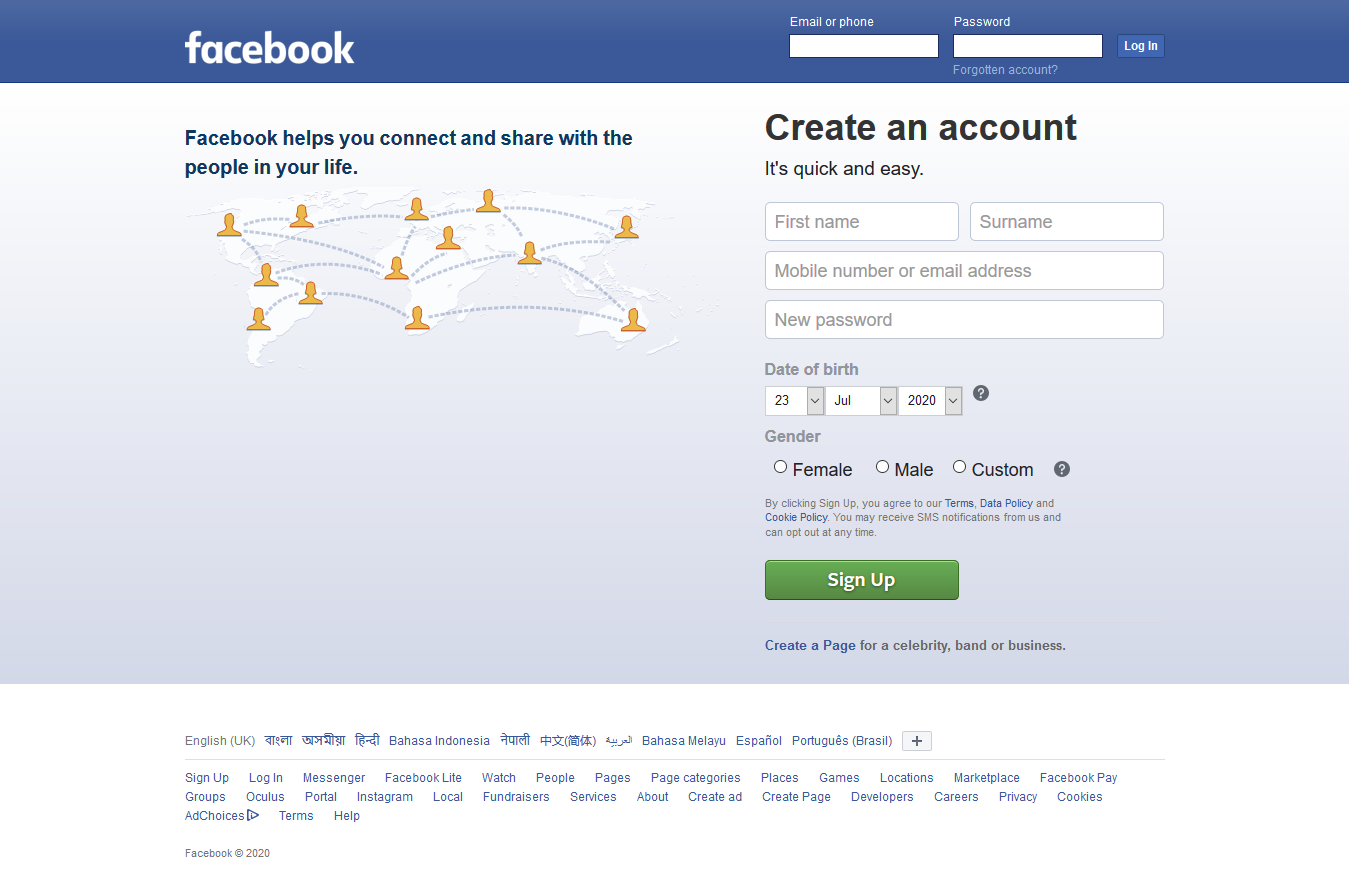 facebook
Email or phone
Password
Log In
Forgotten account?
Facebook helps you connect and share with the
people in your life.
Create an account
It's quick and easy.
First name
Surname
Mobile number or email address
New password
Date of birth
23
Jul
2020
?
Gender
Female
Male
Custom
?
By clicking Sign Up, you agree to our Terms, Data Policy and
Cookie Policy. You may receive SMS notifications from us and
can opt out at any time.
Sign Up
Create a Page for a celebrity, band or business.
English (UK) বাংলা অসমীয়া हिन्दी Bahasa Indonesia नेपाली 中文(简体) العربية Bahasa Melayu Español Português (Brasil) +
Sign Up Log In Messenger Facebook Lite Watch People Pages Page categories Places Games Locations Marketplace Facebook Pay
Groups Oculus Portal Instagram Local Fundraisers Services About Create ad Create Page Developers Careers Privacy Cookies
AdChoices Terms Help
Facebook © 2020